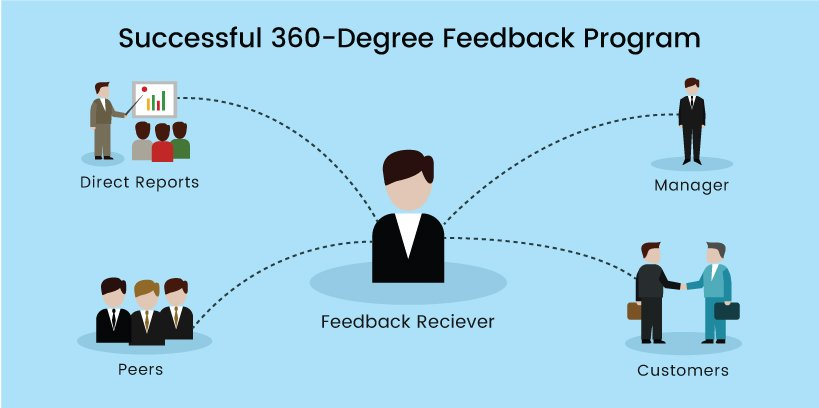 Successful 360-Degree Feedback Program
Direct Reports
Manager
Feedback Reciever
Peers
Customers